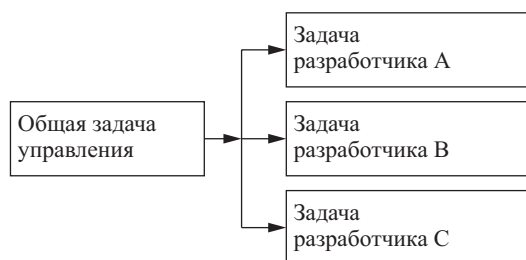 Задача
разработчика A
Общая задача
управления
Задача
разработчика B
Задача
разработчика C